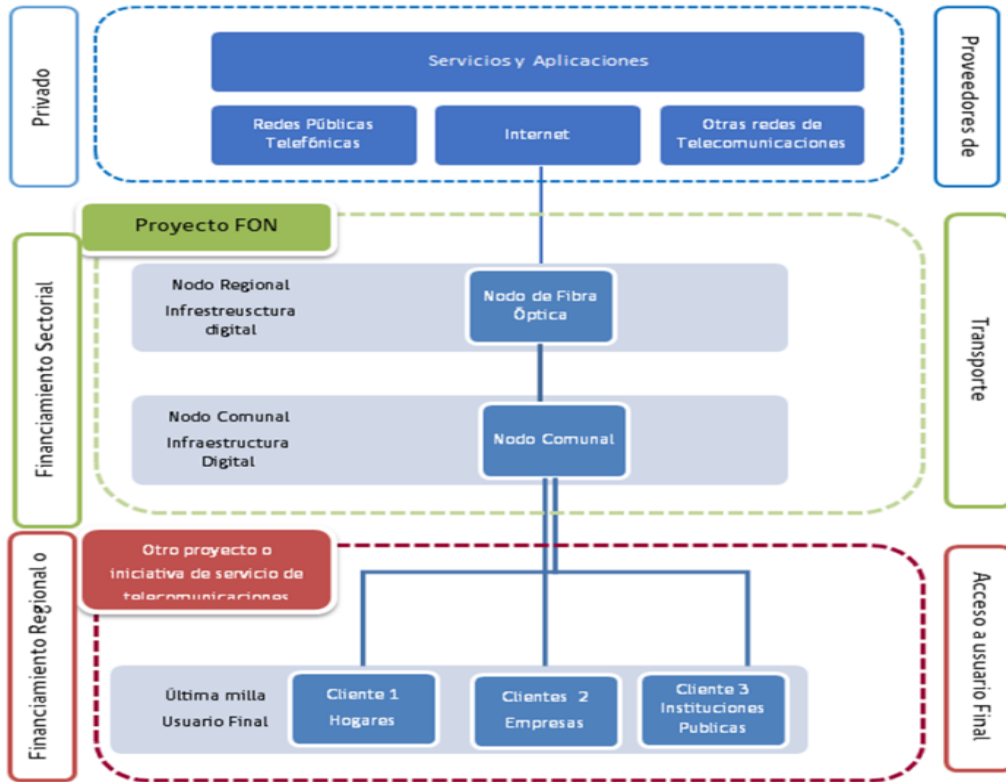 Privado
Servicios y Aplicaciones
Redes Públicas
Telefónicas
Internet
Otras redes de
Telecomunicaciones
Proveedores de
Proyecto FON
Financiamiento Sectorial
Nodo Regional
Infrestreusctura
digital
Nodo de Fibra
Óptica
Nodo Comunal
Infraestructura
Digital
Nodo Comunal
Transporte
Financiamiento Regional o
Otro proyecto o
iniciativa de servicio de
telecomunicaciones
Última milla
Usuario Final
Cliente 1
Hogares
Clientes 2
Empresas
Cliente 3
Instituciones
Publicas
Acceso a usuario Final